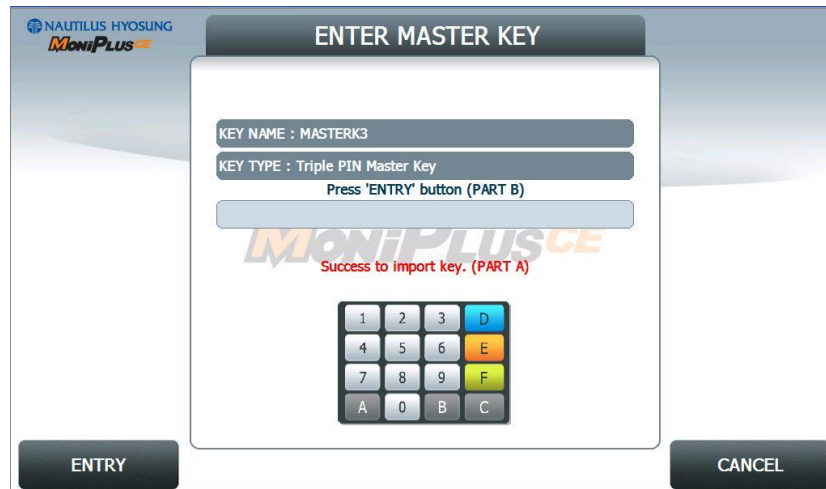 NAUTILUS HYOSUNG
MONIPLUSCE
ENTER MASTER KEY
KEY NAME : MASTERK3
KEY TYPE : Triple PIN Master Key
Press 'ENTRY' button (PART B)
MONIPLUSCE
Success to import key. (PART A)
1 2 3 D
4 5 6 E
7 8 9 F
A 0 B C
ENTRY
CANCEL